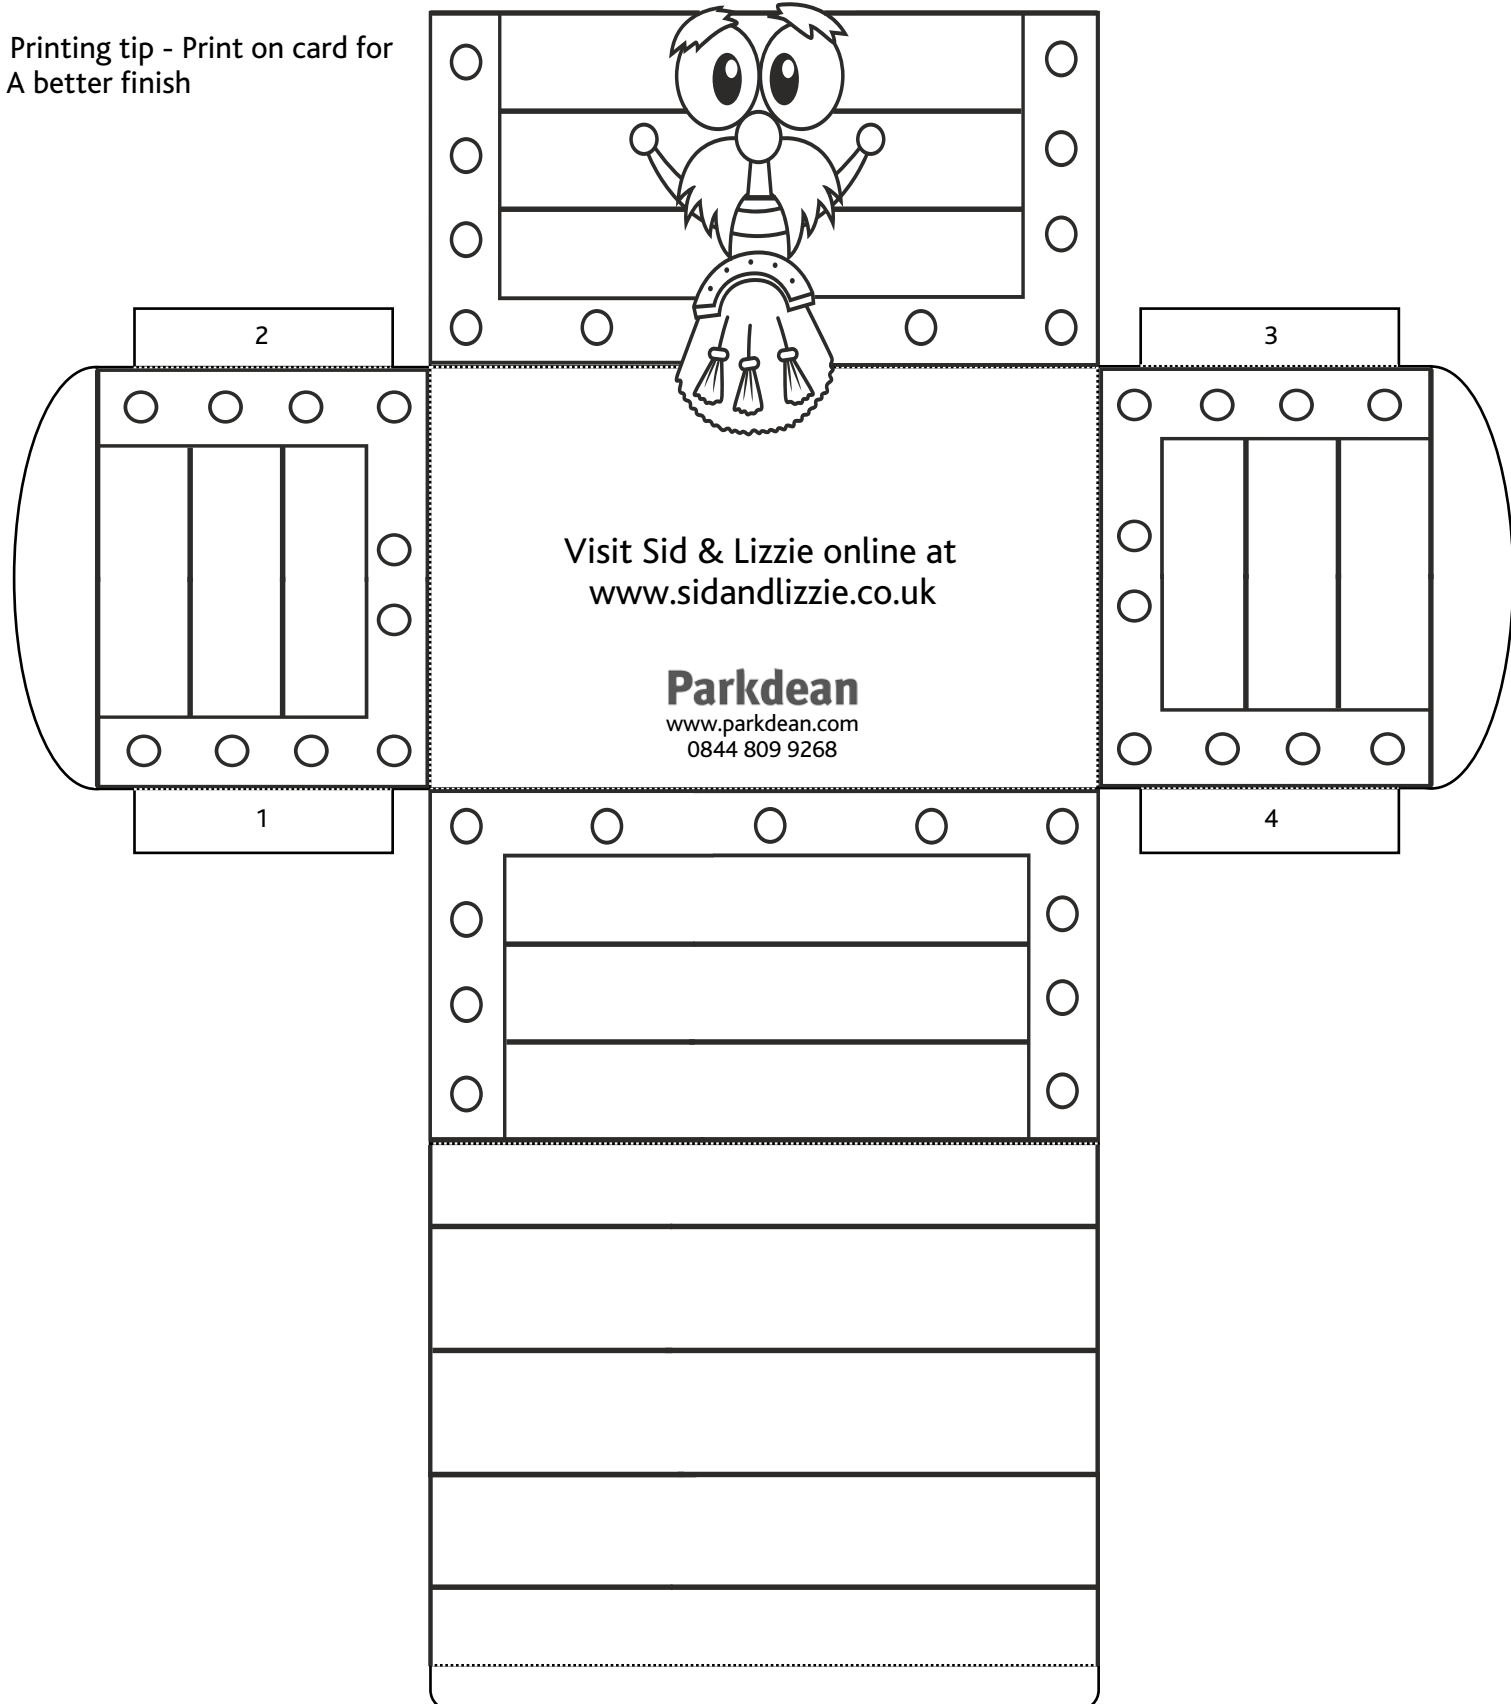 Printing tip - Print on card for
A better finish
2
3
Visit Sid & Lizzie online at
www.sidandlizzie.co.uk
Parkdean
www.parkdean.com
0844 809 9268
1
4